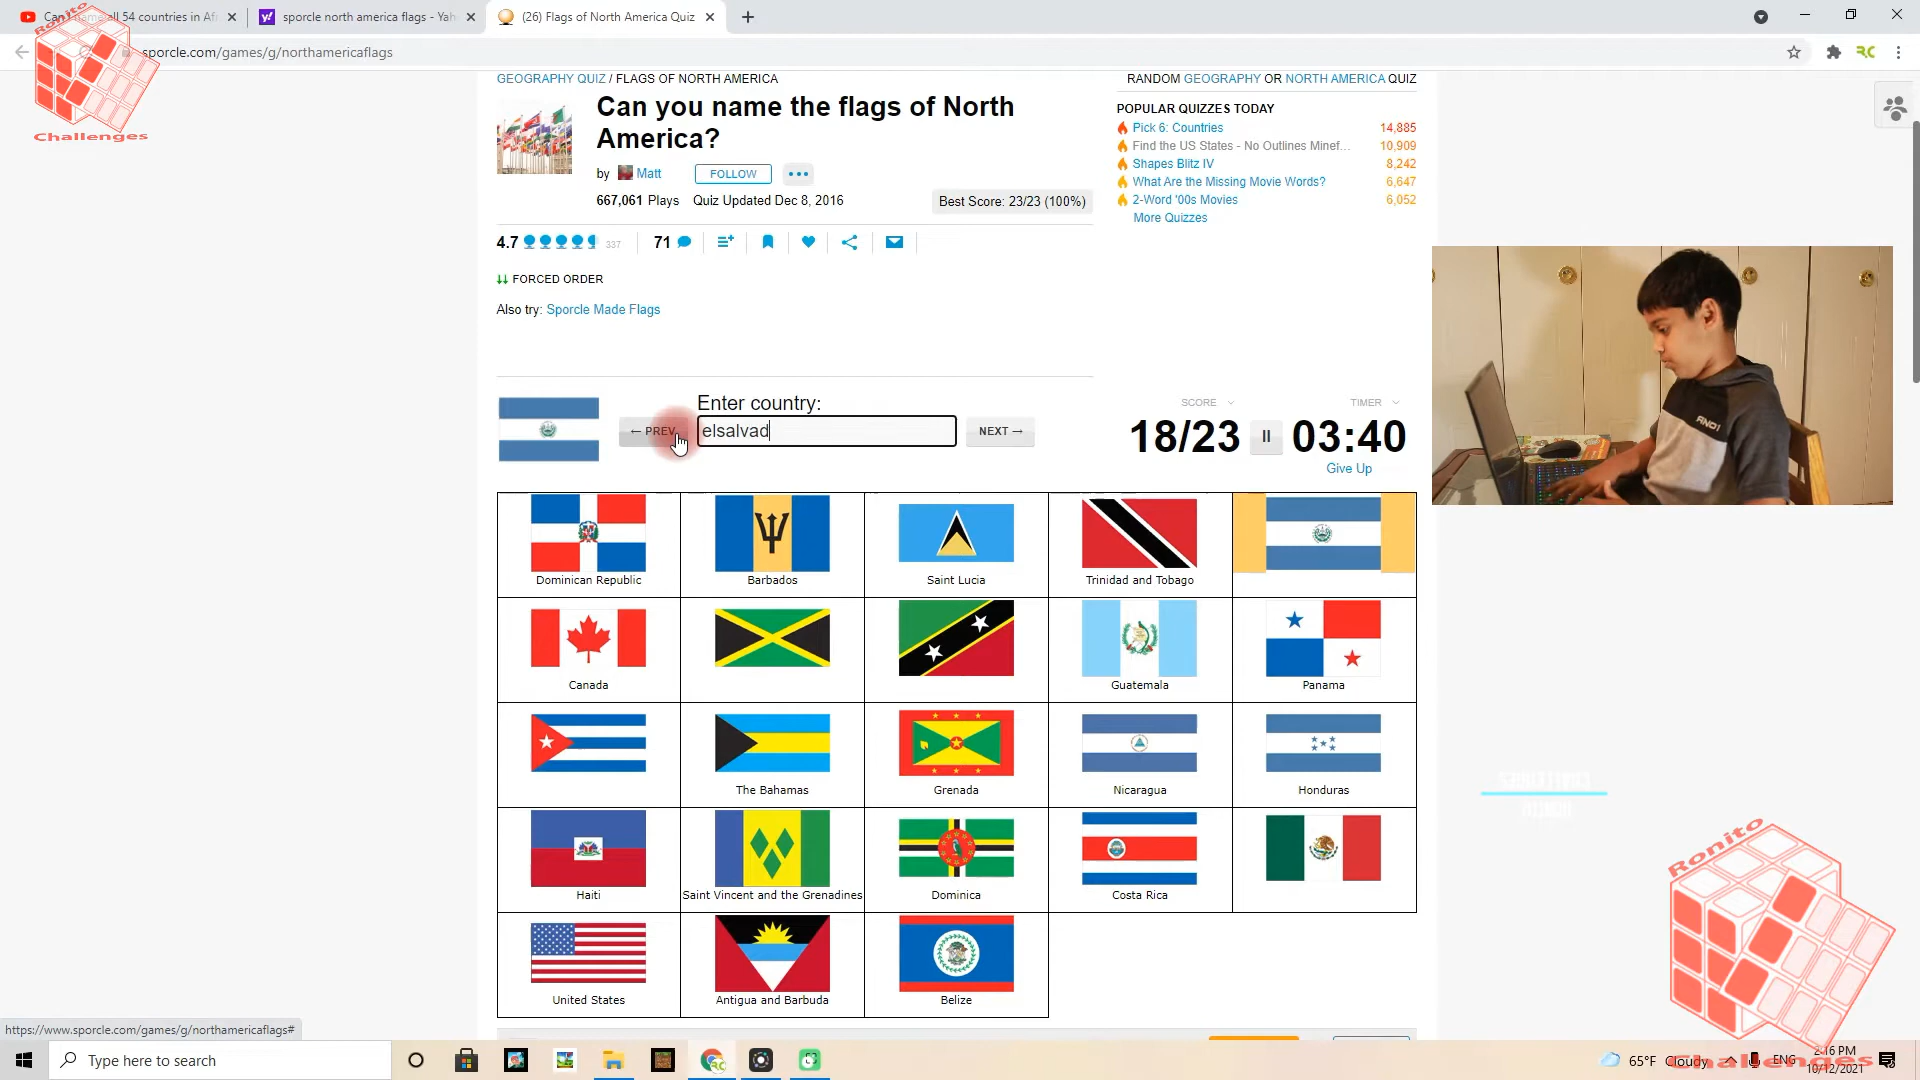 Can
name all 54 countries in Af
sporcle north america flags - Yah
(26) Flags of North America Quiz
sporcle.com/games/g/northamericaflags
RC
Ronito
Challenges
GEOGRAPHY QUIZ / FLAGS OF NORTH AMERICA
RANDOM GEOGRAPHY OR NORTH AMERICA QUIZ
Can you name the flags of North
America?
by Matt
FOLLOW
667,061 Plays
Quiz Updated Dec 8, 2016
Best Score: 23/23 (100%)
POPULAR QUIZZES TODAY
Pick 6: Countries 14,885
Find the US States - No Outlines Minef... 10,909
Shapes Blitz IV 8,242
What Are the Missing Movie Words? 6,647
2-Word '00s Movies 6,052
More Quizzes
4.7
337
71
FORCED ORDER
Also try: Sporcle Made Flags
Enter country:
← PREV
elsalvad
NEXT →
SCORE
18/23
TIMER
03:40
Give Up
AND1
Dominican Republic
Barbados
Saint Lucia
Trinidad and Tobago
Canada
Guatemala
Panama
The Bahamas
Grenada
Nicaragua
Honduras
Haiti
Saint Vincent and the Grenadines
Dominica
Costa Rica
United States
Antigua and Barbuda
Belize
CHALLENGES
RONITO
Ronito
Challenges
https://www.sporcle.com/games/g/northamericaflags#
Type here to search
65°F Cloudy
ENG
2:16 PM
10/12/2021